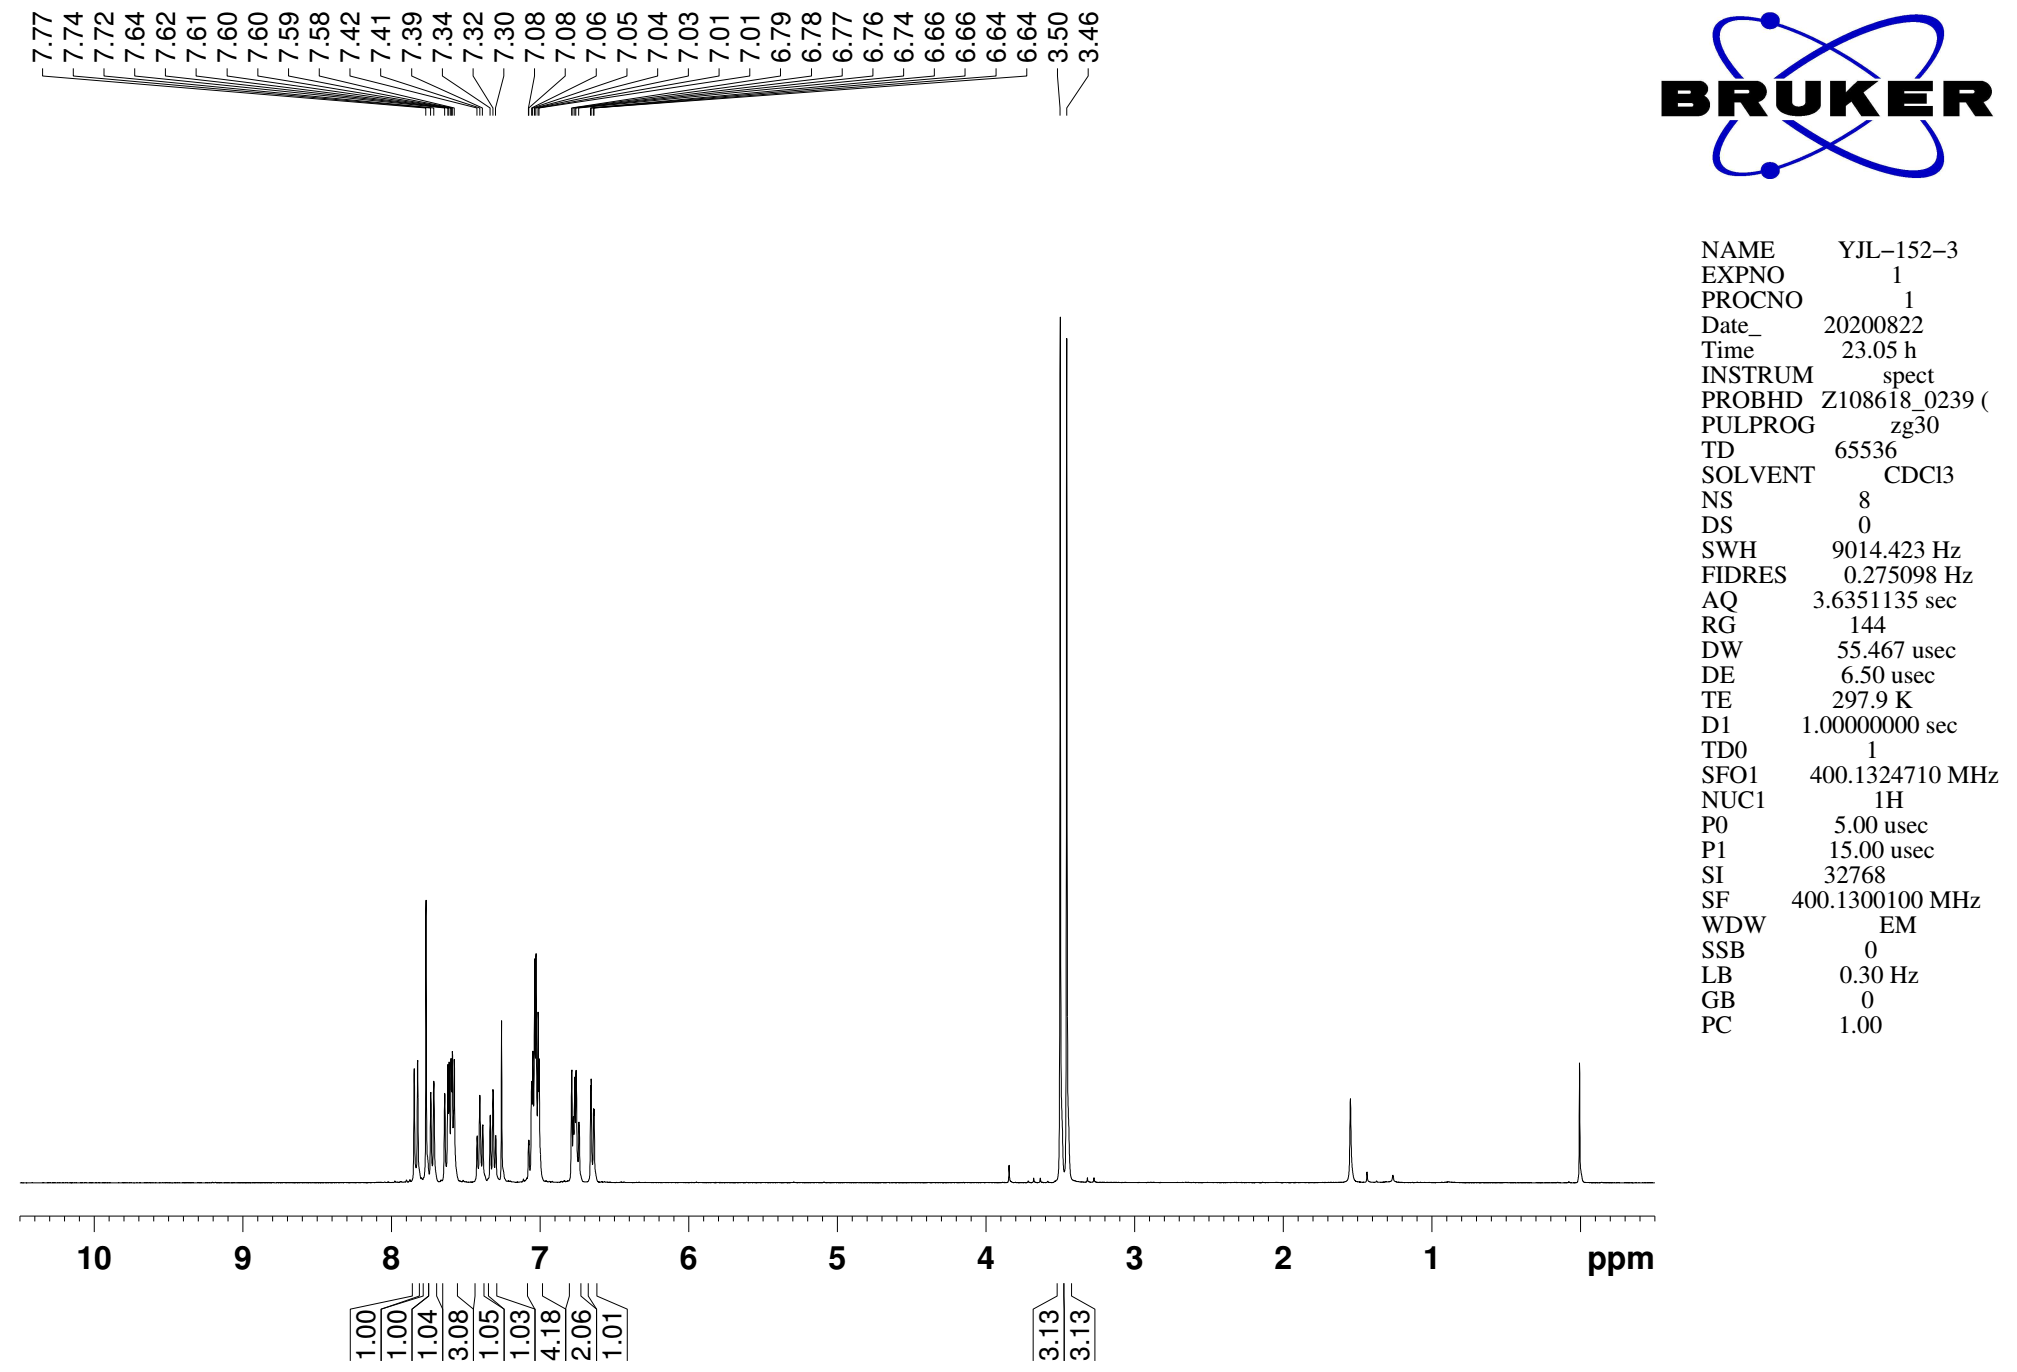 7.77
7.74
7.72
7.64
7.62
7.61
7.60
7.60
7.59
7.58
7.42
7.41
7.39
7.34
7.32
7.30
7.08
7.08
7.06
7.05
7.04
7.03
7.01
7.01
6.79
6.78
6.77
6.76
6.74
6.66
6.66
6.64
6.64
3.50
3.46
BRUKER
NAME YJL-152-3
EXPNO 1
PROCNO 1
Date_ 20200822
Time 23.05 h
INSTRUM spect
PROBHD Z108618_0239 (
PULPROG zg30
TD 65536
SOLVENT CDCl3
NS 8
DS 0
SWH 9014.423 Hz
FIDRES 0.275098 Hz
AQ 3.6351135 sec
RG 144
DW 55.467 usec
DE 6.50 usec
TE 297.9 K
D1 1.00000000 sec
TD0 1
SFO1 400.1324710 MHz
NUC1 1H
P0 5.00 usec
P1 15.00 usec
SI 32768
SF 400.1300100 MHz
WDW EM
SSB 0
LB 0.30 Hz
GB 0
PC 1.00
10 9 8 7 6 5 4 3 2 1 ppm
1.00
1.00
1.04
3.08
1.05
1.03
4.18
2.06
1.01
3.13
3.13